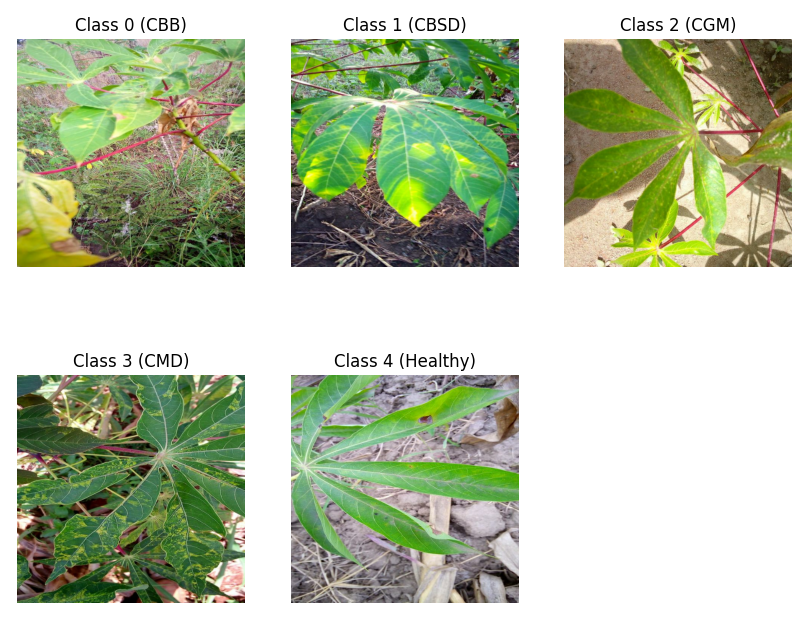 Class 0 (CBB)
Class 1 (CBSD)
Class 2 (CGM)
Class 3 (CMD)
Class 4 (Healthy)